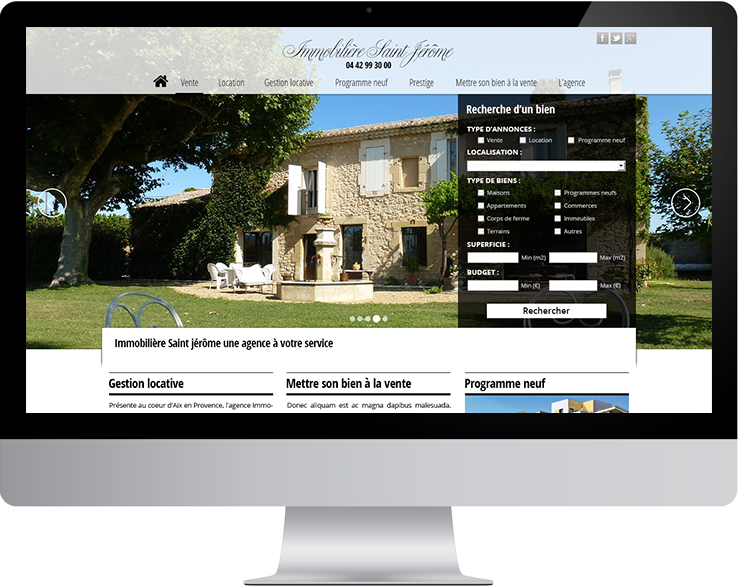 Immobilière Saint Jérôme
04 42 99 30 00
Vente Location Gestion locative Programme neuf Prestige Mettre son bien à la vente L'agence
Recherche d'un bien
TYPE D'ANNONCES :
Vente Location Programme neuf
LOCALISATION :
TYPE DE BIENS :
Maisons Programmes neufs
Appartements Commerces
Corps de ferme Immeubles
Terrains Autres
SUPERFICIE :
Min (m2) Max (m2)
BUDGET :
Min (€) Max (€)
Rechercher
Immobilière Saint jérôme une agence à votre service
Gestion locative Mettre son bien à la vente Programme neuf
Présente au coeur d'Aix en Provence, l'agence Immo- Donec aliquam est ac magna dapibus malesuada.